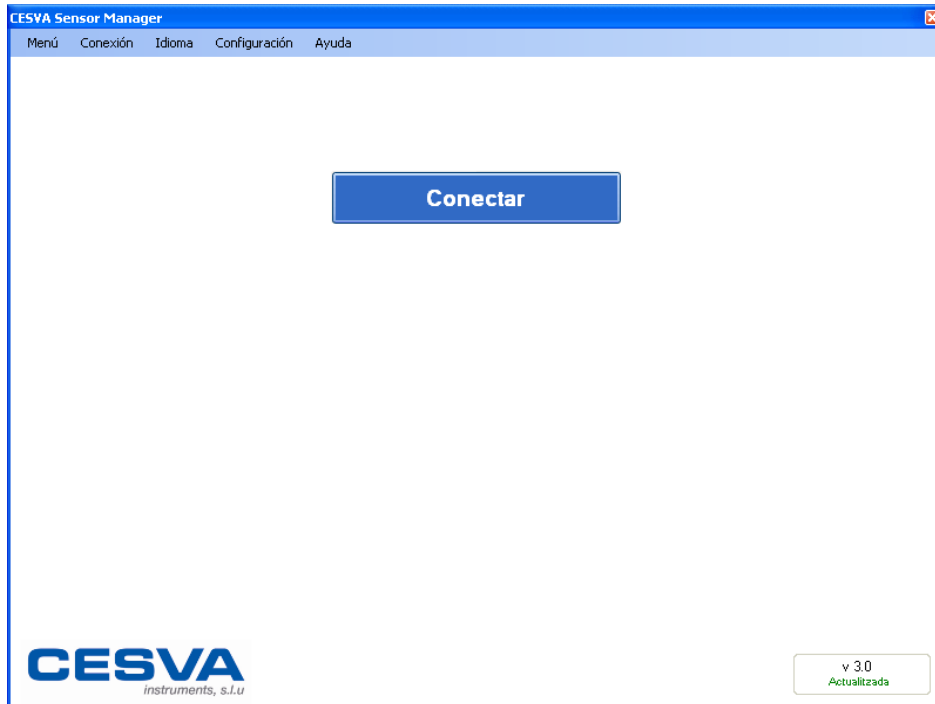 CESVA Sensor Manager
Menú Conexión Idioma Configuración Ayuda
Conectar
CESVA
instruments, s.l.u
v 3.0
Actualitzada